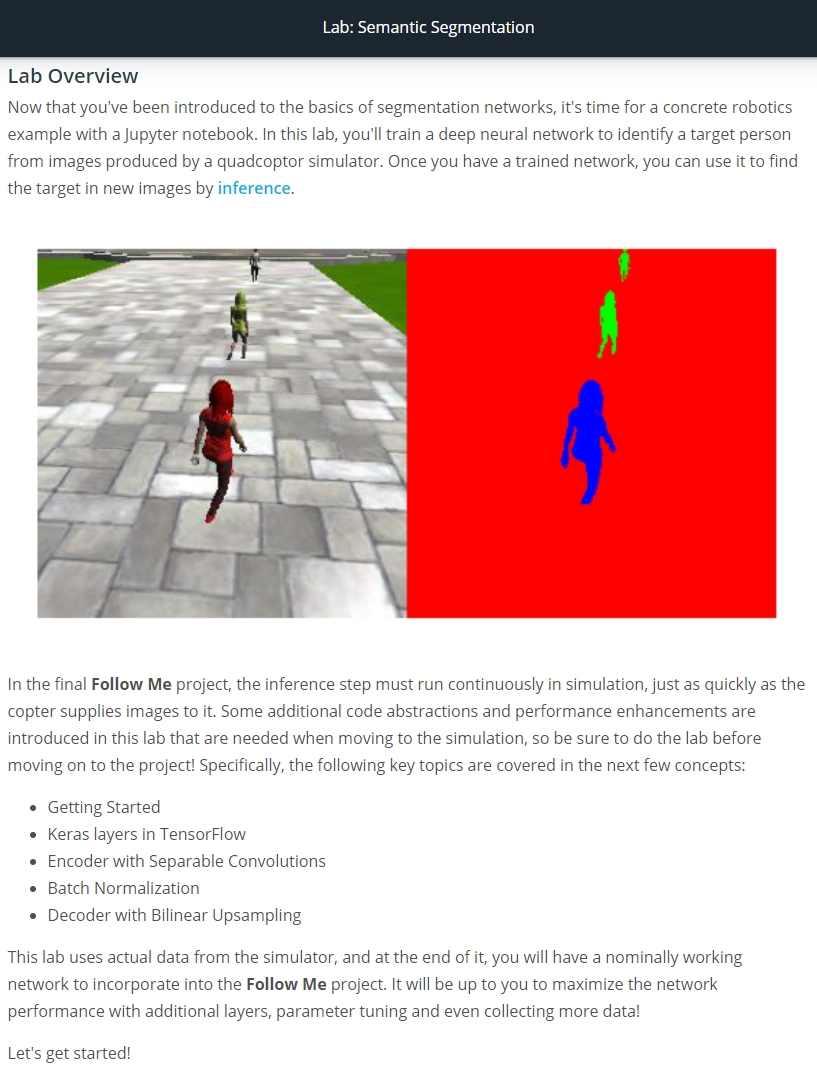 Lab: Semantic Segmentation
Lab Overview
Now that you've been introduced to the basics of segmentation networks, it's time for a concrete robotics
example with a Jupyter notebook. In this lab, you'll train a deep neural network to identify a target person
from images produced by a quadcoptor simulator. Once you have a trained network, you can use it to find
the target in new images by inference.
In the final Follow Me project, the inference step must run continuously in simulation, just as quickly as the
copter supplies images to it. Some additional code abstractions and performance enhancements are
introduced in this lab that are needed when moving to the simulation, so be sure to do the lab before
moving on to the project! Specifically, the following key topics are covered in the next few concepts:
• Getting Started
• Keras layers in TensorFlow
• Encoder with Separable Convolutions
• Batch Normalization
• Decoder with Bilinear Upsampling
This lab uses actual data from the simulator, and at the end of it, you will have a nominally working
network to incorporate into the Follow Me project. It will be up to you to maximize the network
performance with additional layers, parameter tuning and even collecting more data!
Let's get started!